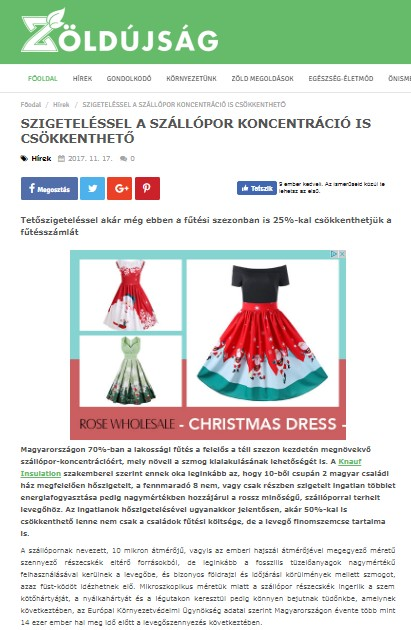 ZÖLDÚJSÁG
FŐOLDAL HÍREK GONDOLKODÓ KÖRNYEZETÜNK ZÖLD MEGOLDÁSOK EGÉSZSÉG-ÉLETMÓD ÖNISME
Főodal / Hírek / SZIGETELÉSSEL A SZÁLLÓPOR KONCENTRÁCIÓ IS CSÖKKENTHETŐ
SZIGETELÉSSEL A SZÁLLÓPOR KONCENTRÁCIÓ IS
CSÖKKENTHETŐ
Hírek 2017. 11. 17. 0
Megosztás
Tetszik
5 ember kedveli. Az ismerőseid közül te
lehetsz az első.
Tetőszigeteléssel akár még ebben a fűtési szezonban is 25%-kal csökkenthetjük a
fűtésszámlát
ROSE WHOLESALE - CHRISTMAS DRESS -
Magyarországon 70%-ban a lakossági fűtés a felelős a téli szezon kezdetén megnövekvő
szállópor-koncentrációért, mely növeli a szmog kialakulásának lehetőségét is. A Knauf
Insulation szakemberei szerint ennek oka leginkább az, hogy 10-ből csupán 2 magyar családi
ház megfelelően hőszigetelt, a fennmaradó 8 nem, vagy csak részben szigetelt ingatlan többlet
energiafogyasztása pedig nagymértékben hozzájárul a rossz minőségű, szállóporral terhelt
levegőhöz. Az ingatlanok hőszigetelésével ugyanakkor jelentősen, akár 50%-kal is
csökkenthető lenne nem csak a családok fűtési költsége, de a levegő finomszemcse tartalma
is.
A szállópornak nevezett, 10 mikron átmérőjű, vagyis az emberi hajszál átmérőjével megegyező méretű
szennyező részecskék eltérő forrásokból, de leginkább a fosszilis tüzelőanyagok nagymértékű
felhasználásával kerülnek a levegőbe, és bizonyos földrajzi és időjárási körülmények mellett szmogot,
azaz füst-ködöt idézhetnek elő. Mikroszkopikus méretük miatt a szállópor részecskék ingerlik a szem
kötőhártyáját, a nyálkahártyát és a légutakon keresztül pedig könnyen bejutnak tüdőnkbe, amelynek
következtében, az Európai Környezetvédelmi Ügynökség adatai szerint Magyarországon évente több mint
14 ezer ember hal meg idő előtt a levegőszennyezés következtében.